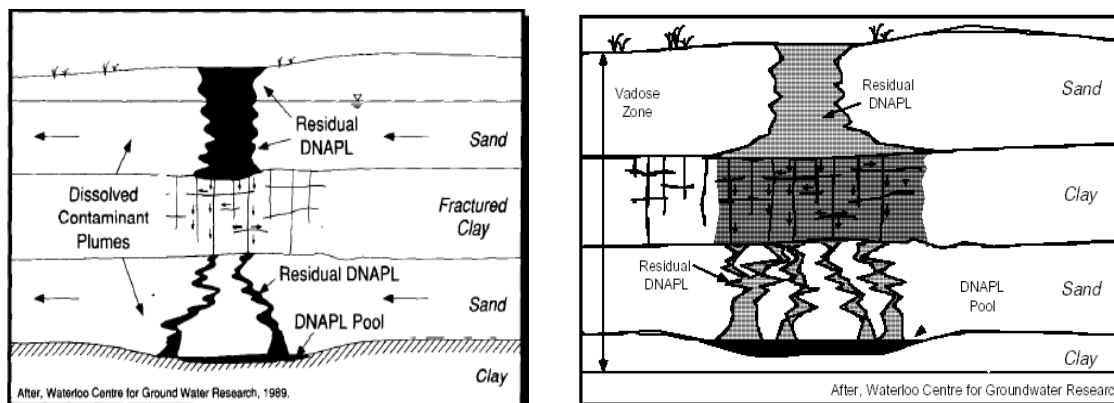 Residual
DNAPL
Sand
Dissolved
Contaminant
Plumes
Fractured
Clay
Residual DNAPL
Sand
DNAPL Pool
Clay
After, Waterloo Centre for Ground Water Research, 1989.
Vadose
Zone
Residual
DNAPL
Sand
Clay
Residual
DNAPL
DNAPL
Pool
Sand
Clay
After, Waterloo Centre for Groundwater Researc